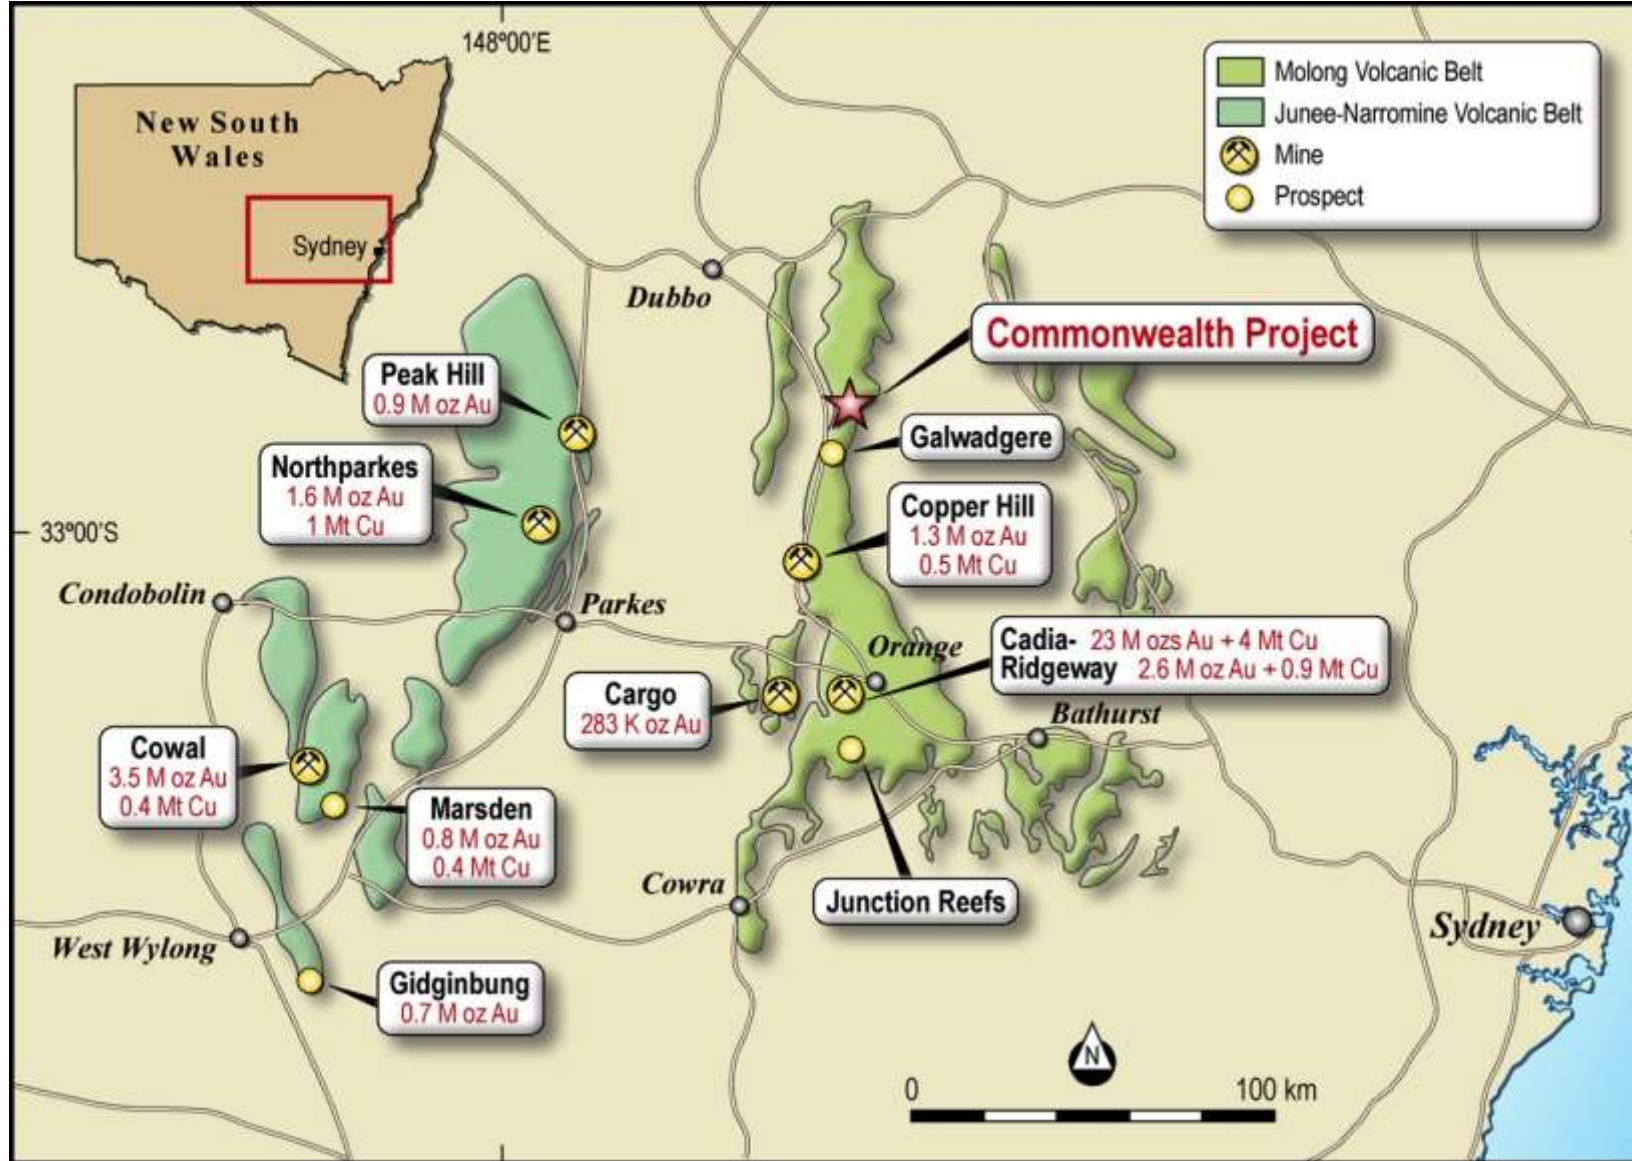 148º00'E
New South
Wales
Sydney
Molong Volcanic Belt
Junee-Narromine Volcanic Belt
Mine
Prospect
Dubbo
Commonwealth Project
Peak Hill
0.9 M oz Au
Galwadgere
Northparkes
1.6 M oz Au
1 Mt Cu
Copper Hill
1.3 M oz Au
0.5 Mt Cu
33º00'S
Condobolin
Parkes
Orange
Cadia- 23 M ozs Au + 4 Mt Cu
Ridgeway 2.6 M oz Au + 0.9 Mt Cu
Cargo
283 K oz Au
Bathurst
Cowal
3.5 M oz Au
0.4 Mt Cu
Marsden
0.8 M oz Au
0.4 Mt Cu
Cowra
Junction Reefs
Sydney
West Wylong
Gidginbung
0.7 M oz Au
N
0 100 km